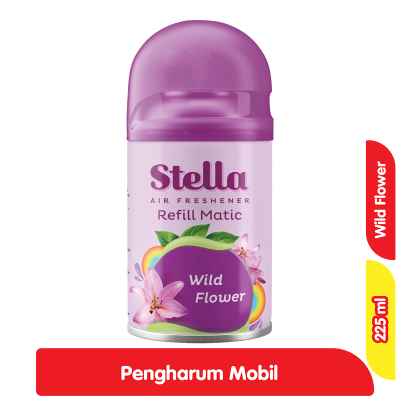 Stella
AIR FRESHENER
Refill Matic
Wild
Flower
Wild Flower
225 ml
Pengharum Mobil